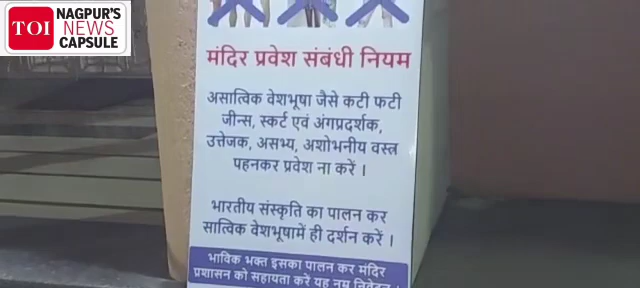 TOI
NAGPUR'S
NEWS
CAPSULE
मंदिर प्रवेश संबंधी नियम
असात्विक वेशभूषा जैसे कटी फटी
जीन्स, स्कर्ट एवं अंगप्रदर्शक,
उत्तेजक, असभ्य, अशोभनीय वस्त्र
पहनकर प्रवेश ना करें ।
भारतीय संस्कृति का पालन कर
सात्विक वेशभूषामें ही दर्शन करें ।
भाविक भक्त इसका पालन कर मंदिर
प्रशासन को सहायता करें यह नम्र निवेदन ।